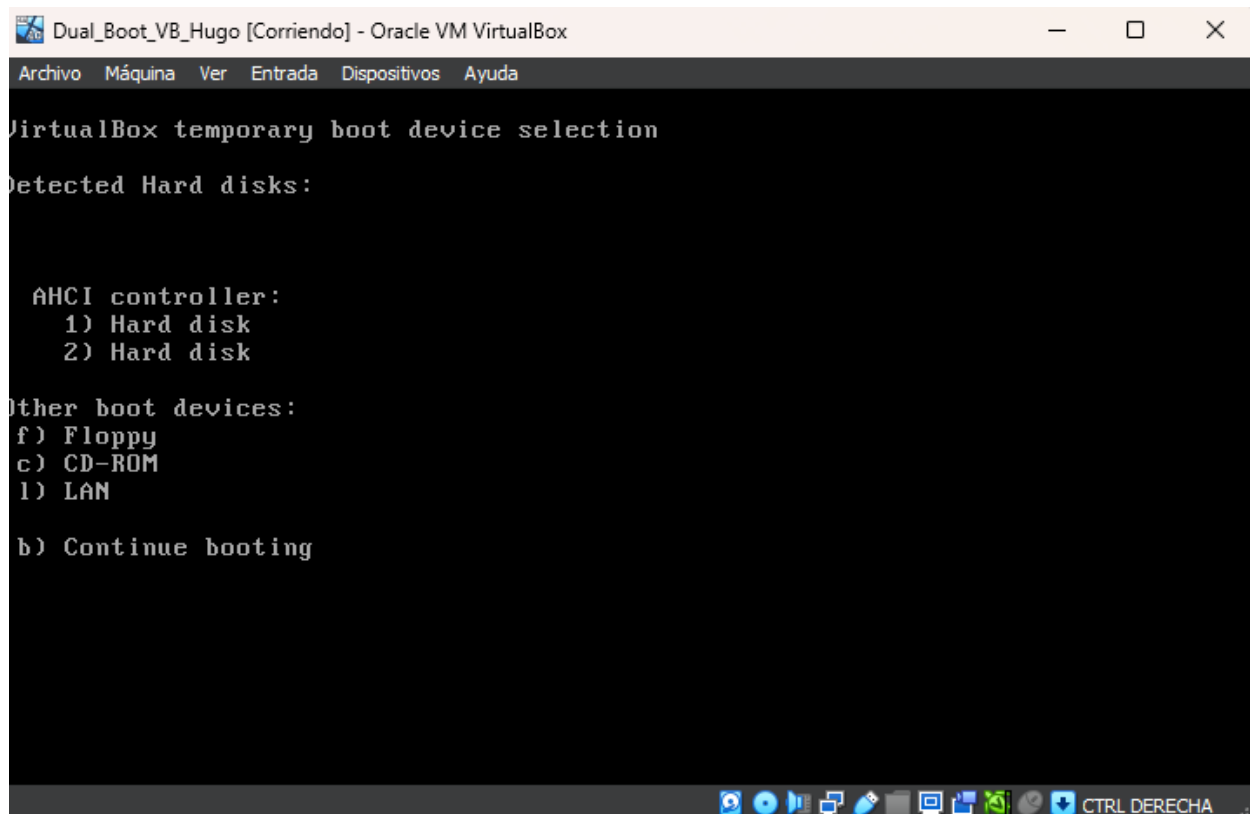 Dual_Boot_VB_Hugo [Corriendo] - Oracle VM VirtualBox
Archivo Máquina Ver Entrada Dispositivos Ayuda
VirtualBox temporary boot device selection
Detected Hard disks:
AHCI controller:
1) Hard disk
2) Hard disk
Other boot devices:
f) Floppy
c) CD-ROM
l) LAN
b) Continue booting
CTRL DERECHA